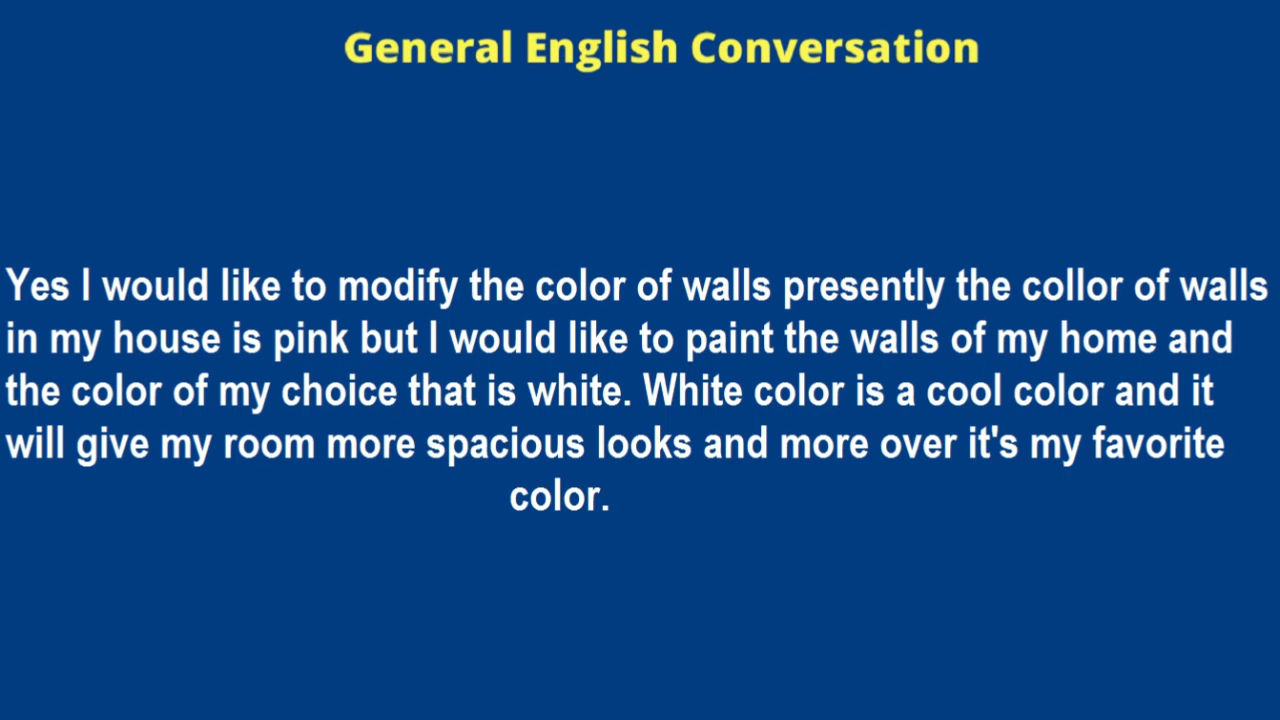 General English Conversation
Yes I would like to modify the color of walls presently the collor of walls
in my house is pink but I would like to paint the walls of my home and
the color of my choice that is white. White color is a cool color and it
will give my room more spacious looks and more over it's my favorite
color.